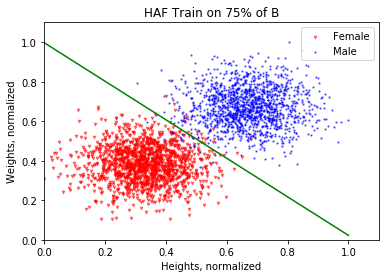 HAF Train on 75% of B
Female
Male
Weights, normalized
1.0
0.8
0.6
0.4
0.2
0.0
0.0
0.2
0.4
0.6
0.8
1.0
Heights, normalized